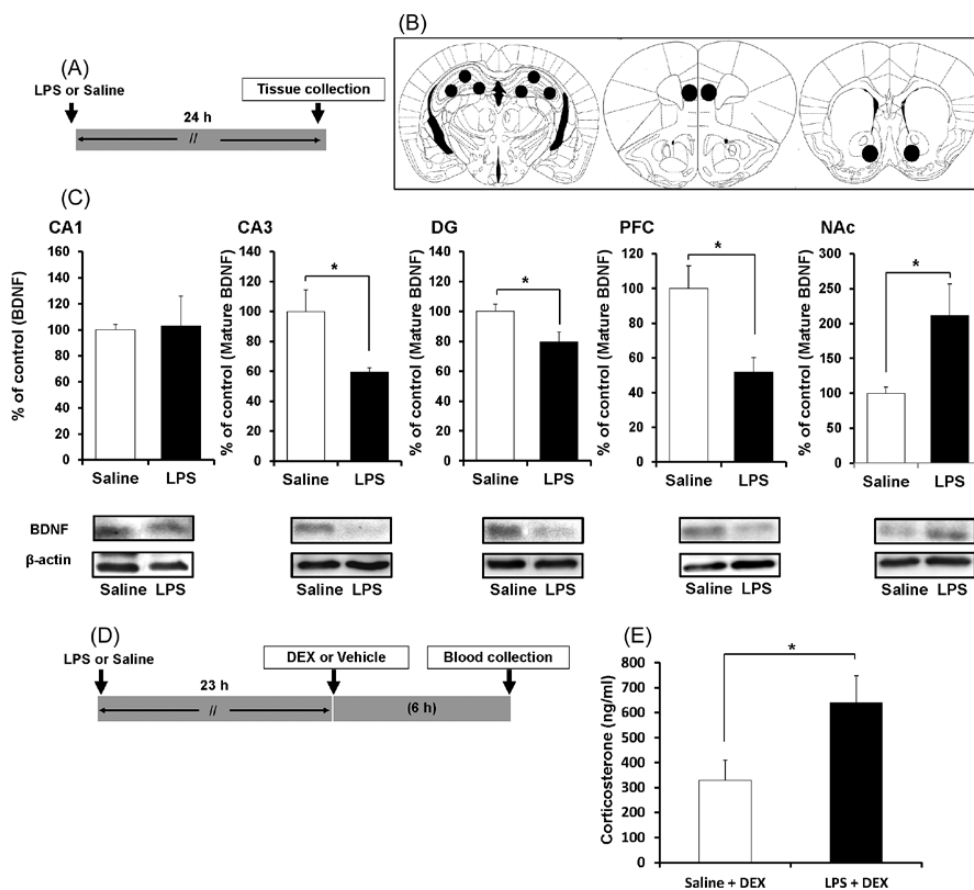 (A)
LPS or Saline
Tissue collection
24 h
//
(B)
(C)
CA1
% of control (BDNF)
160
140
120
100
80
60
40
20
0
Saline LPS
CA3
% of control (Mature BDNF)
140
120
100
80
60
40
20
0
*
Saline LPS
DG
% of control (Mature BDNF)
140
120
100
80
60
40
20
0
*
Saline LPS
PFC
% of control (Mature BDNF)
120
100
80
60
40
20
0
*
Saline LPS
NAc
% of control (Mature BDNF)
300
250
200
150
100
50
0
*
Saline LPS
BDNF
β-actin
Saline LPS
Saline LPS
Saline LPS
Saline LPS
Saline LPS
(D)
LPS or Saline
DEX or Vehicle
Blood collection
23 h
//
(6 h)
(E)
Corticosterone (ng/ml)
800
700
600
500
400
300
200
100
0
*
Saline + DEX LPS + DEX